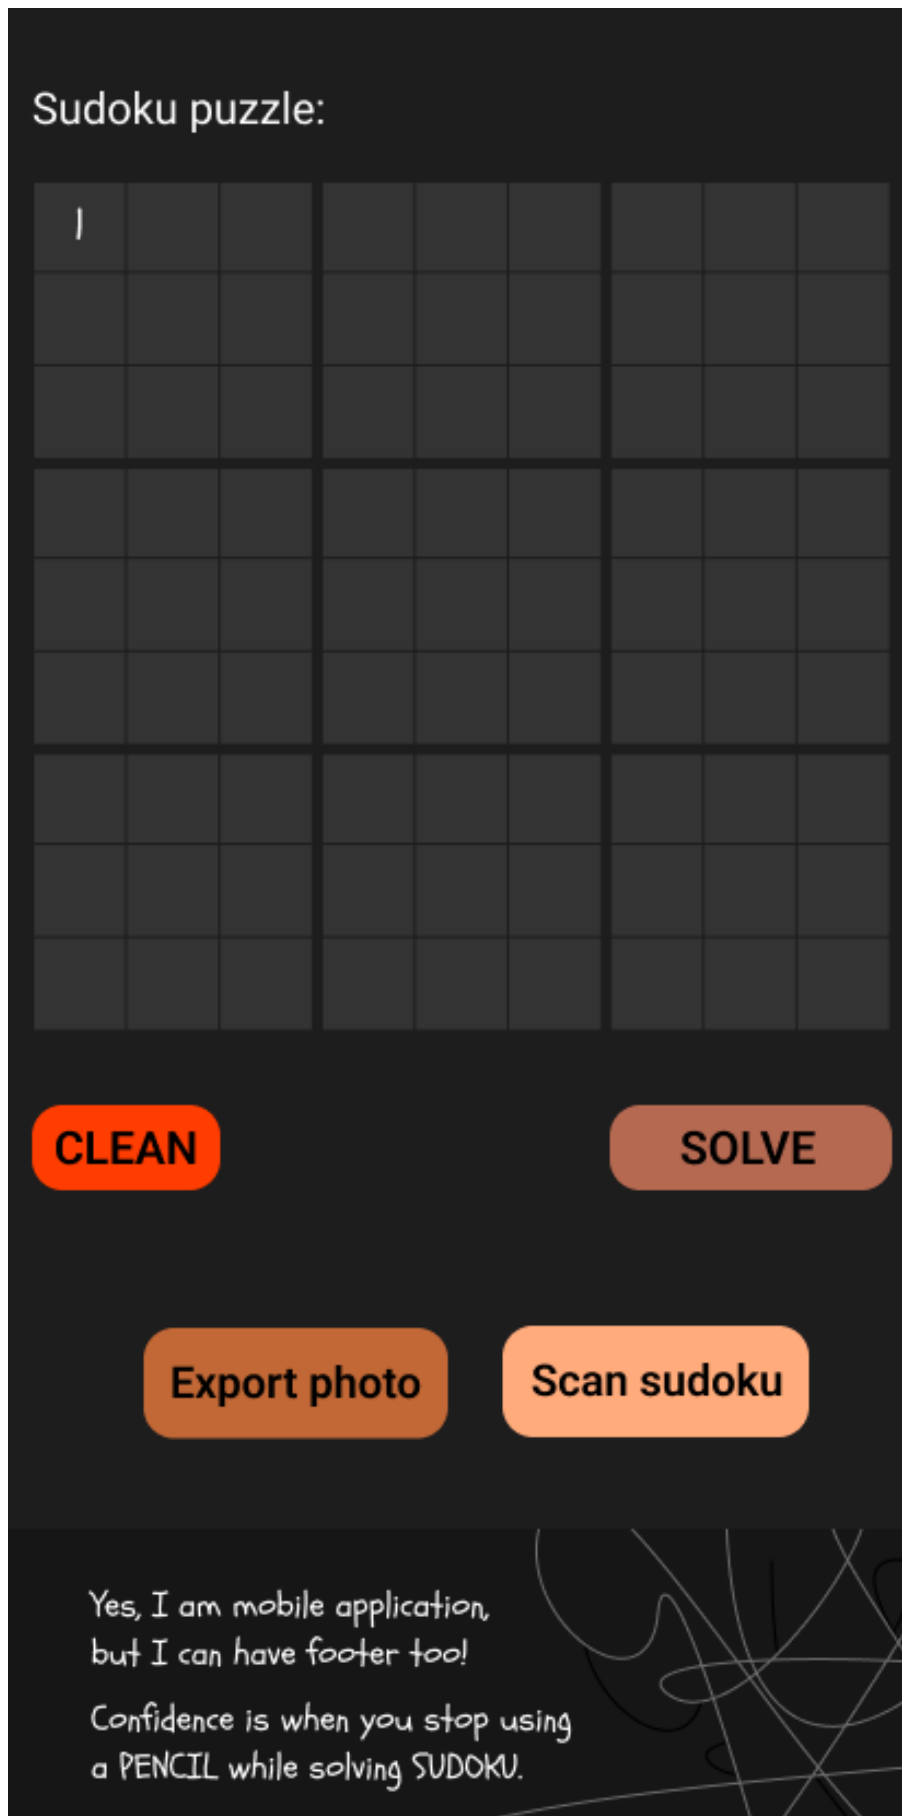 Sudoku puzzle:
1
CLEAN
SOLVE
Export photo
Scan sudoku
Yes, I am mobile application,
but I can have footer too!
Confidence is when you stop using
a PENCIL while solving SUDOKU.